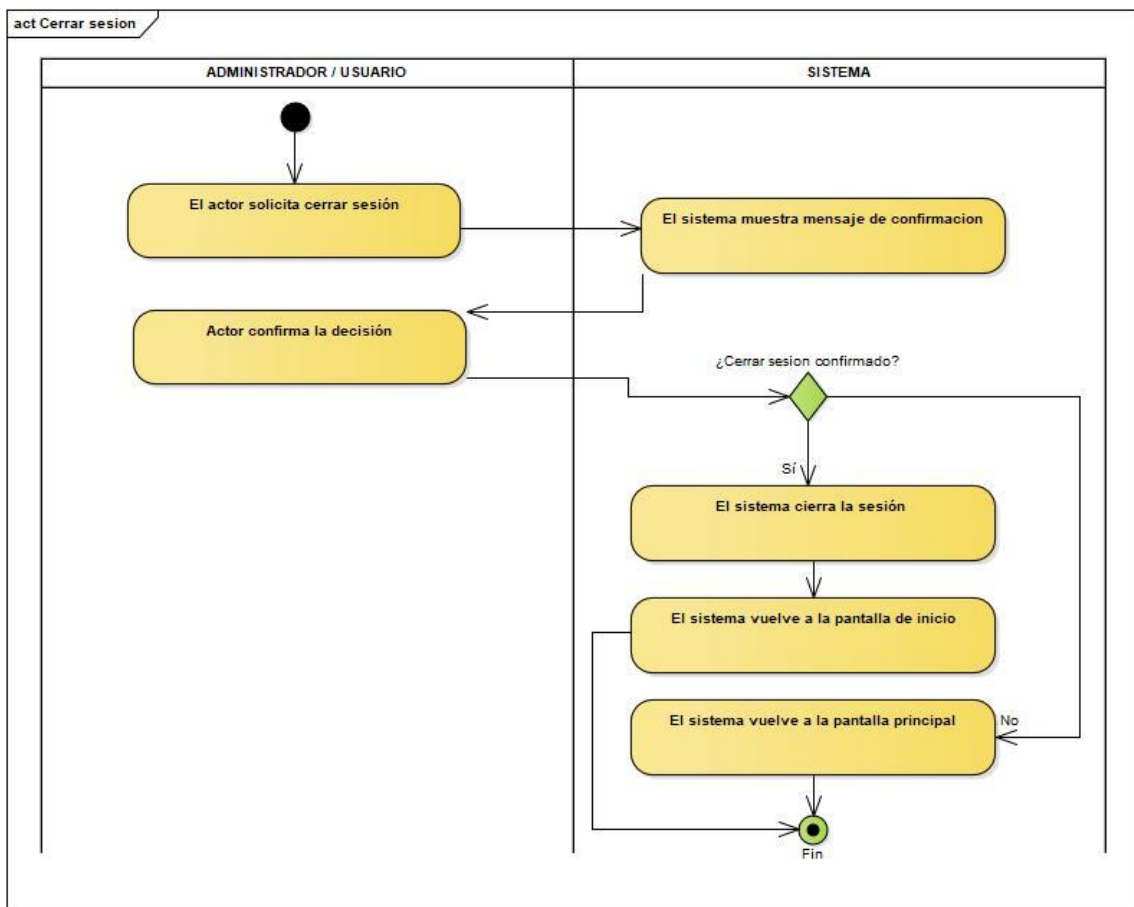 act Cerrar sesion
ADMINISTRADOR / USUARIO
SISTEMA
El actor solicita cerrar sesión
El sistema muestra mensaje de confirmacion
Actor confirma la decisión
¿Cerrar sesion confirmado?
Sí
El sistema cierra la sesión
El sistema vuelve a la pantalla de inicio
El sistema vuelve a la pantalla principal
No
Fin